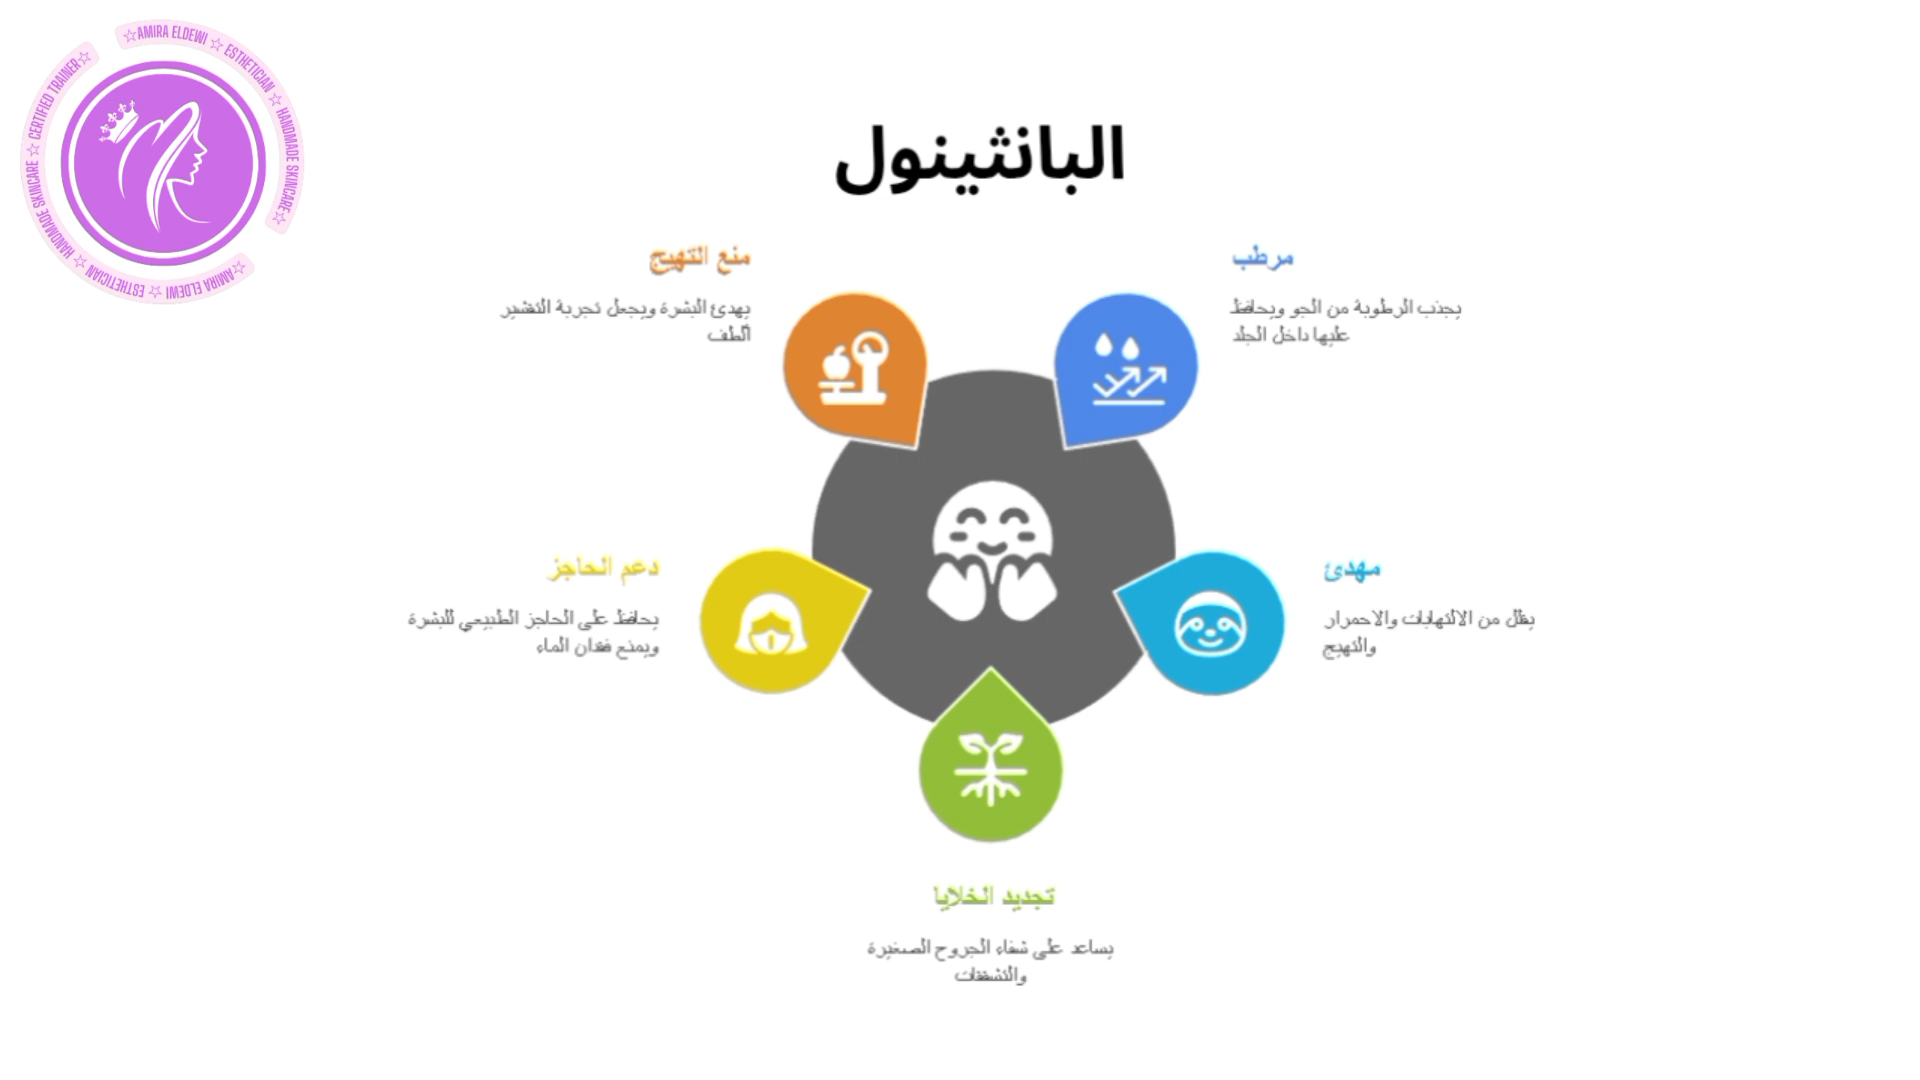 ☆AMIRA ELDEWI ☆ ESTHETICIAN ☆ HANDMADE SKINCARE☆
☆AMIRA ELDEWI ☆ ESTHETICIAN ☆ HANDMADE SKINCARE ☆ CERTIFIED TRAINER☆
البانثينول
مرطب
يجذب الرطوبة من الجو ويحافظ
عليها داخل الجلد
منع التهيج
يهدئ البشرة ويجعل تجربة التقشير
ألطف
مهدئ
يقلل من الالتهابات والاحمرار
والتهيج
دعم الحاجز
يحافظ على الحاجز الطبيعي للبشرة
ويمنع فقدان الماء
تجديد الخلايا
يساعد على شفاء الجروح الصغيرة
والتشققات